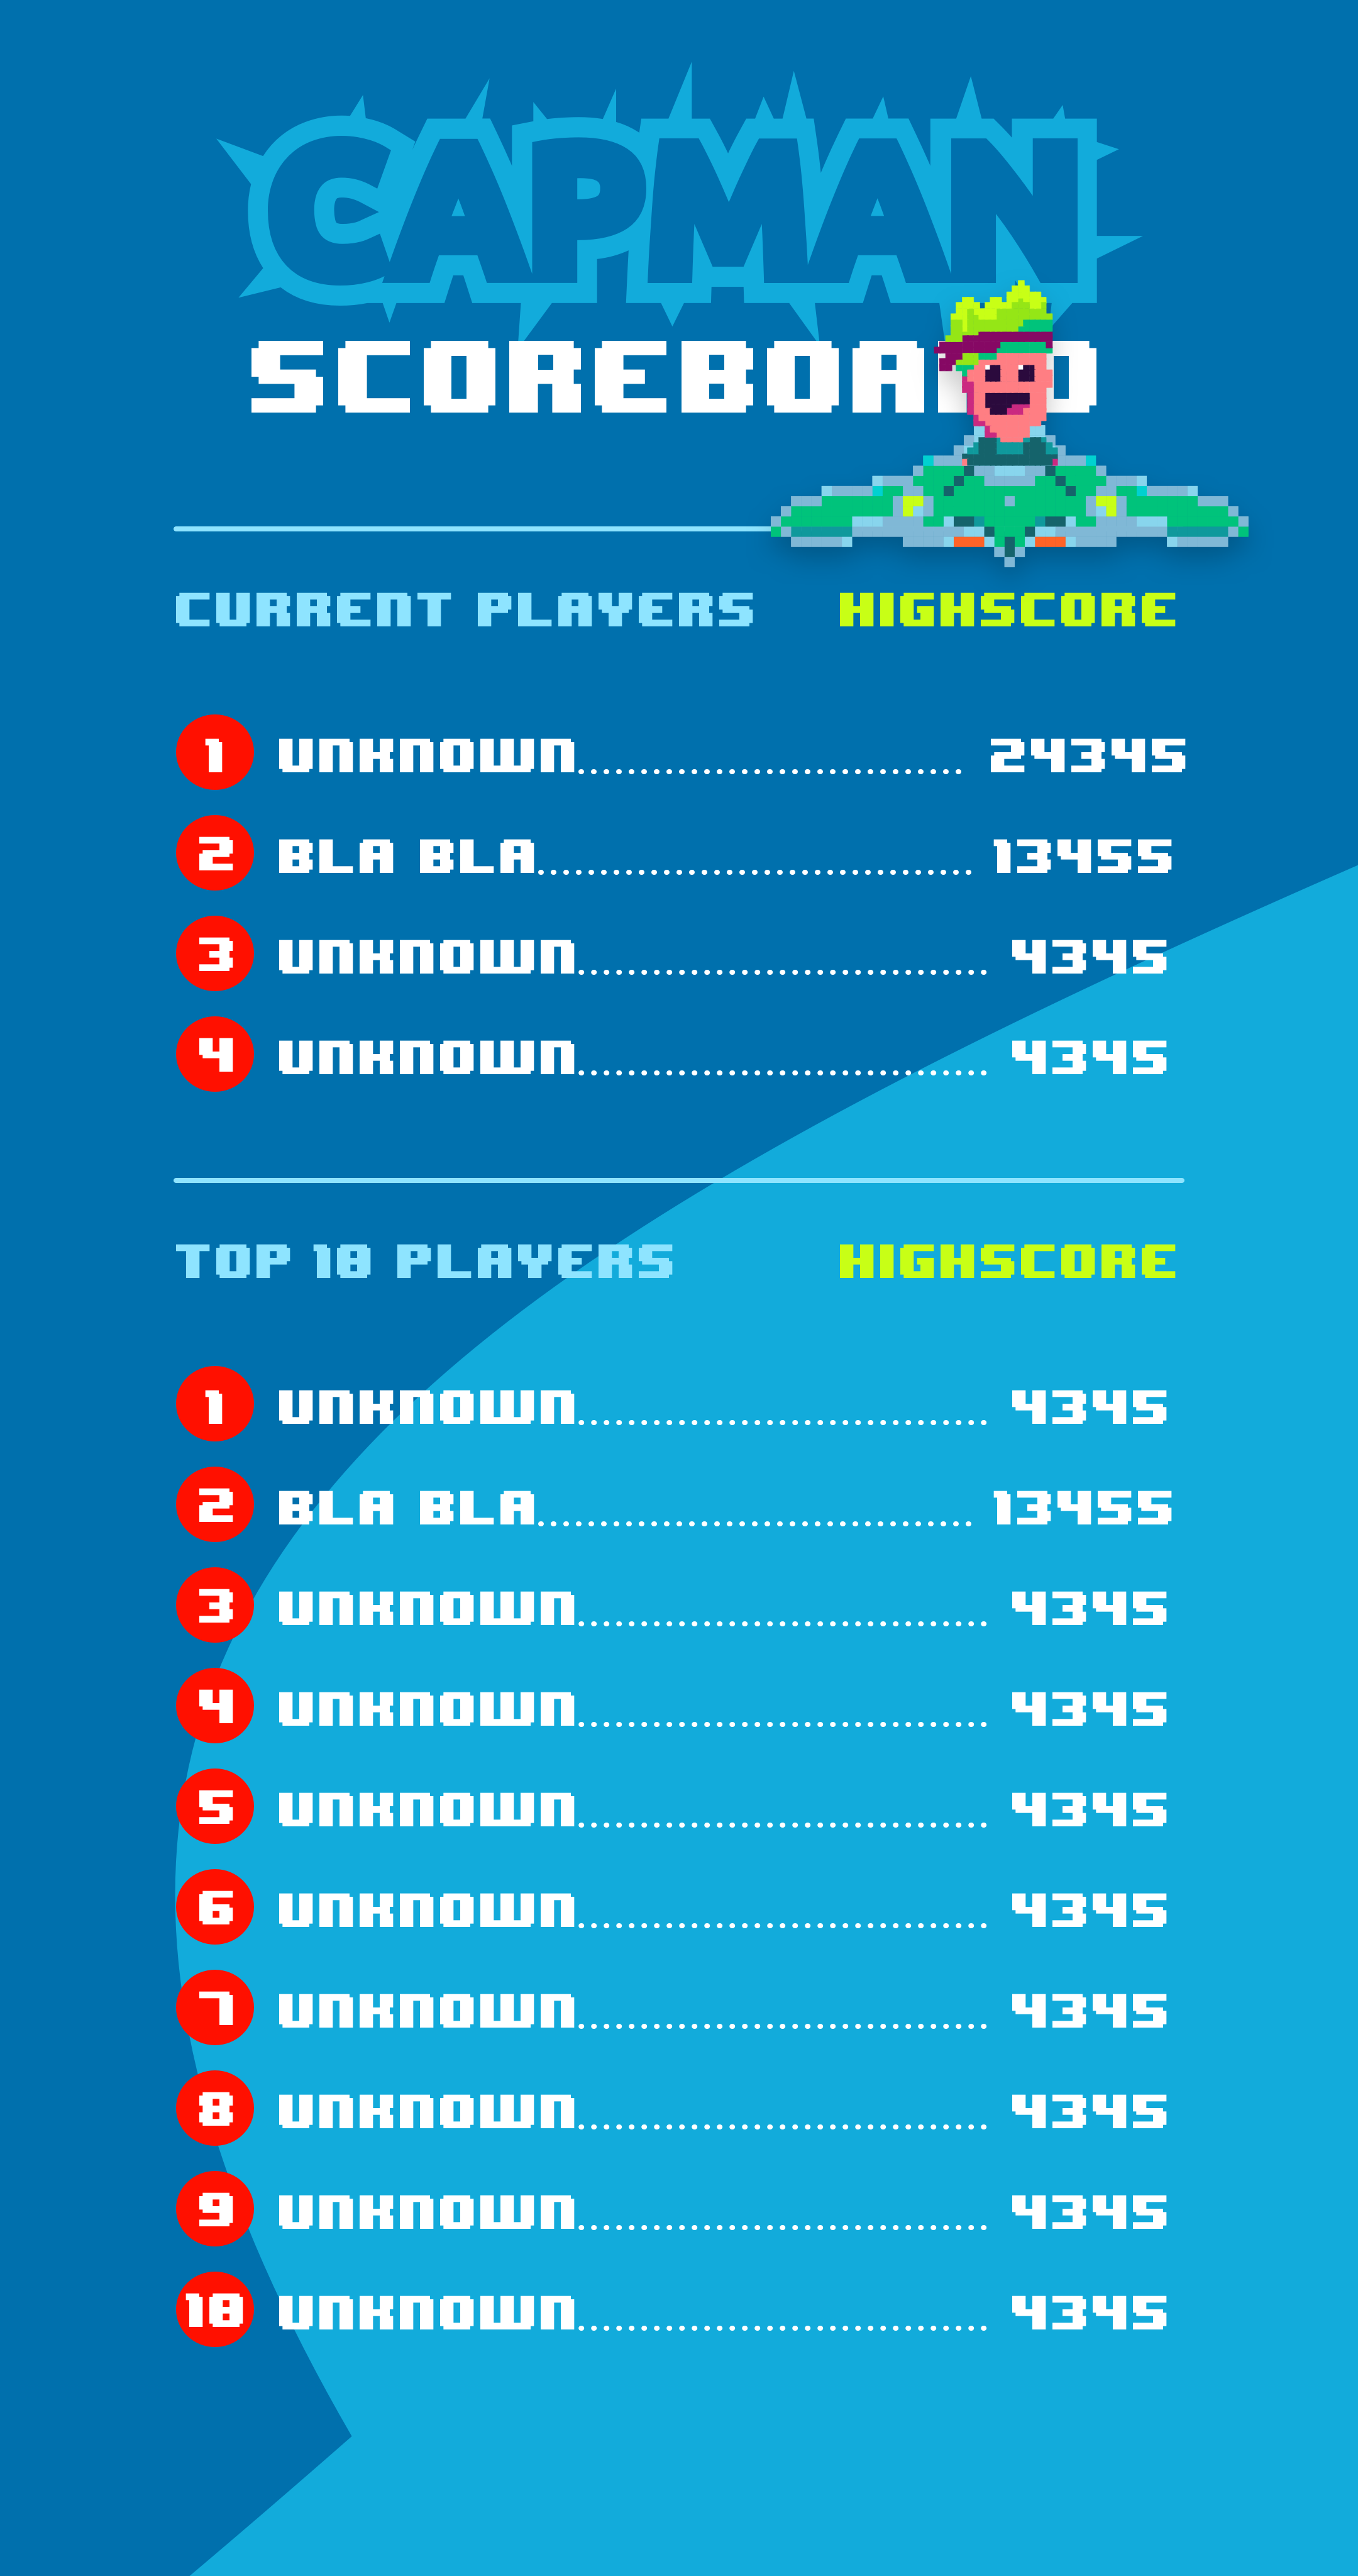 CAPMAN
SCOREBOARD
CURRENT PLAYERS HIGHSCORE
1 UNKNOWN................................ 24345
2 BLA BLA................................... 13455
3 UNKNOWN................................. 4345
4 UNKNOWN................................. 4345
TOP 10 PLAYERS HIGHSCORE
1 UNKNOWN................................. 4345
2 BLA BLA................................... 13455
3 UNKNOWN................................. 4345
4 UNKNOWN................................. 4345
5 UNKNOWN................................. 4345
6 UNKNOWN................................. 4345
7 UNKNOWN................................. 4345
8 UNKNOWN................................. 4345
9 UNKNOWN................................. 4345
10 UNKNOWN................................. 4345